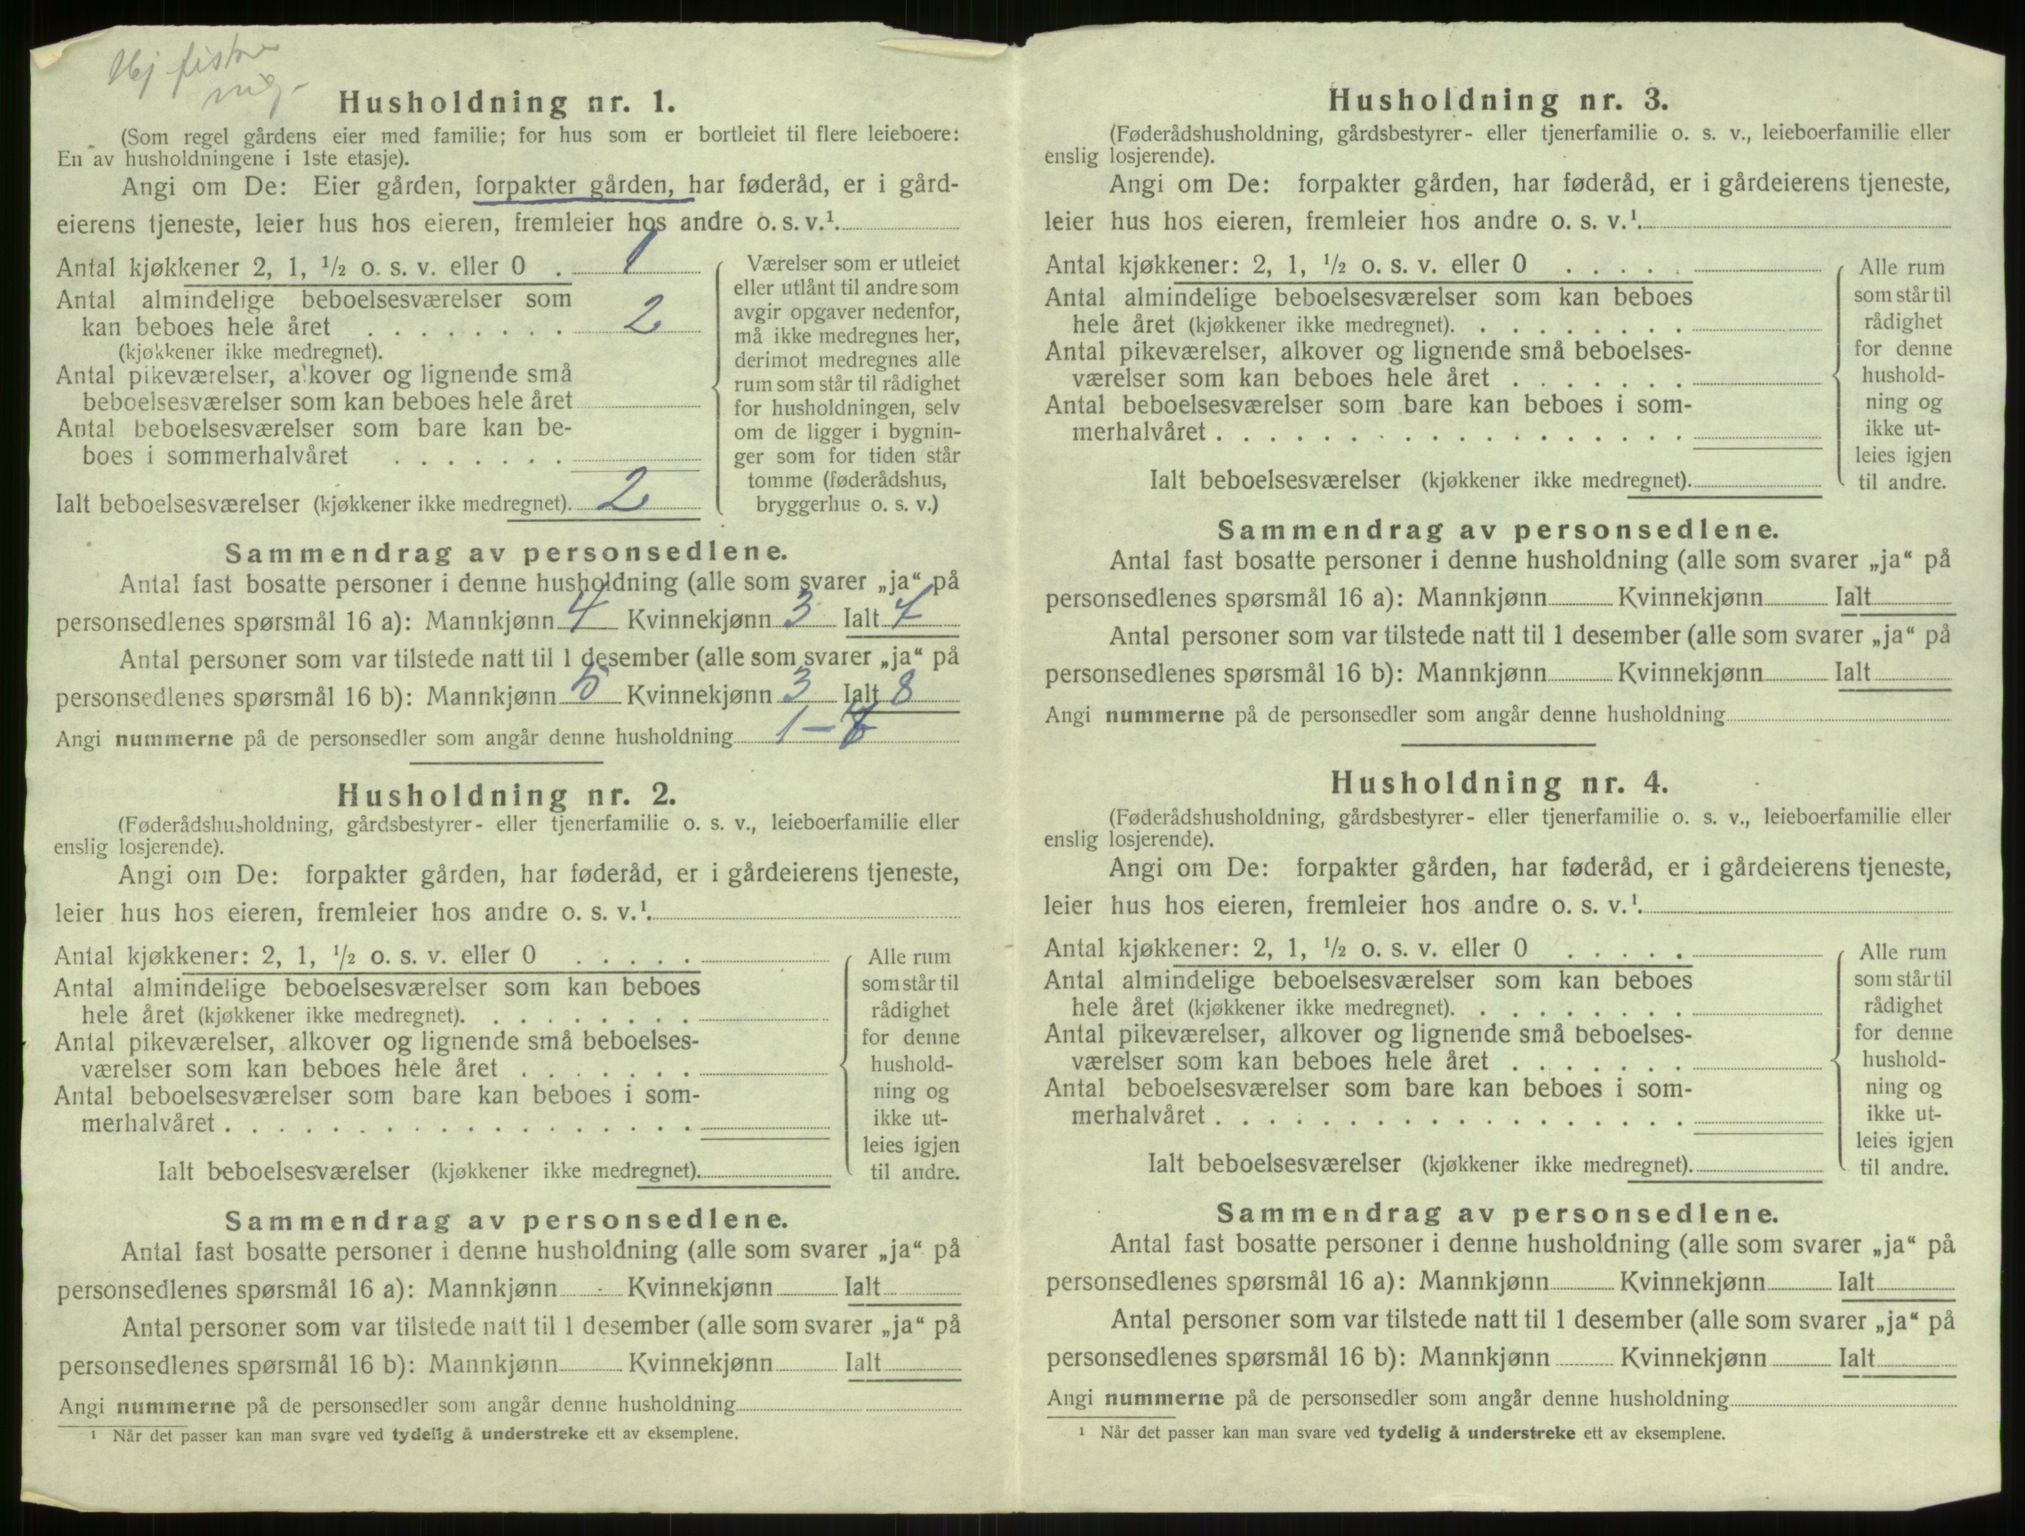 Husholdning nr. 1.
(Som regel gårdens eier med familie; for hus som er bortleiet til flere leieboere:
En av husholdningene i 1ste etasje).
Angi om De: Eier gården, forpakter gården, har føderåd, er i gård-
eierens tjeneste, leier hus hos eieren, fremleier hos andre o. s. v.¹.
Antal kjøkkener 2, 1, ½ o. s. v. eller 0 . 1
Antal almindelige beboelsesværelser som
kan beboes hele året . . . . . . . . 2
(kjøkkener ikke medregnet).
Antal pikeværelser, alkover og lignende små
beboelsesværelser som kan beboes hele året
Antal beboelsesværelser som bare kan be-
boes i sommerhalvåret . . . . . . .
Ialt beboelsesværelser (kjøkkener ikke medregnet). 2
Værelser som er utleiet
eller utlånt til andre som
avgir opgaver nedenfor,
må ikke medregnes her,
derimot medregnes alle
rum som står til rådighet
for husholdningen, selv
om de ligger i bygnin-
ger som for tiden står
tomme (føderådshus,
bryggerhus o. s. v.)
Sammendrag av personsedlene.
Antal fast bosatte personer i denne husholdning (alle som svarer „ja“ på
personsedlenes spørsmål 16 a): Mannkjønn 4 Kvinnekjønn 3 Ialt 7
Antal personer som var tilstede natt til 1 desember (alle som svarer „ja“ på
personsedlenes spørsmål 16 b): Mannkjønn 5 Kvinnekjønn 3 Ialt 8
Angi nummerne på de personsedler som angår denne husholdning 1 – 8
Husholdning nr. 2.
(Føderådshusholdning, gårdsbestyrer- eller tjenerfamilie o. s. v., leieboerfamilie eller
enslig losjerende).
Angi om De: forpakter gården, har føderåd, er i gårdeierens tjeneste,
leier hus hos eieren, fremleier hos andre o. s. v.¹.
Antal kjøkkener: 2, 1, ½ o. s. v. eller 0 . . . . .
Antal almindelige beboelsesværelser som kan beboes
hele året (kjøkkener ikke medregnet). . . . . . . . .
Antal pikeværelser, alkover og lignende små beboelses-
værelser som kan beboes hele året . . . . . . .
Antal beboelsesværelser som bare kan beboes i som-
merhalvåret . . . . . . . . . . . . . . . . . .
Ialt beboelsesværelser (kjøkkener ikke medregnet).
Alle rum
som står til
rådighet
for denne
hushold-
ning og
ikke ut-
leies igjen
til andre.
Sammendrag av personsedlene.
Antal fast bosatte personer i denne husholdning (alle som svarer „ja“ på
personsedlenes spørsmål 16 a): Mannkjønn Kvinnekjønn Ialt
Antal personer som var tilstede natt til 1 desember (alle som svarer „ja“ på
personsedlenes spørsmål 16 b): Mannkjønn Kvinnekjønn Ialt
Angi nummerne på de personsedler som angår denne husholdning
¹ Når det passer kan man svare ved tydelig å understreke ett av eksemplene.
Husholdning nr. 3.
(Føderådshusholdning, gårdsbestyrer- eller tjenerfamilie o. s. v., leieboerfamilie eller
enslig losjerende).
Angi om De: forpakter gården, har føderåd, er i gårdeierens tjeneste,
leier hus hos eieren, fremleier hos andre o. s. v.¹.
Antal kjøkkener: 2, 1, ½ o. s. v. eller 0 . . . . .
Antal almindelige beboelsesværelser som kan beboes
hele året (kjøkkener ikke medregnet). . . . . . . . .
Antal pikeværelser, alkover og lignende små beboelses-
værelser som kan beboes hele året . . . . . . .
Antal beboelsesværelser som bare kan beboes i som-
merhalvåret . . . . . . . . . . . . . . . . . .
Ialt beboelsesværelser (kjøkkener ikke medregnet).
Alle rum
som står til
rådighet
for denne
hushold-
ning og
ikke ut-
leies igjen
til andre.
Sammendrag av personsedlene.
Antal fast bosatte personer i denne husholdning (alle som svarer „ja“ på
personsedlenes spørsmål 16 a): Mannkjønn Kvinnekjønn Ialt
Antal personer som var tilstede natt til 1 desember (alle som svarer „ja“ på
personsedlenes spørsmål 16 b): Mannkjønn Kvinnekjønn Ialt
Angi nummerne på de personsedler som angår denne husholdning
Husholdning nr. 4.
(Føderådshusholdning, gårdsbestyrer- eller tjenerfamilie o. s. v., leieboerfamilie eller
enslig losjerende).
Angi om De: forpakter gården, har føderåd, er i gårdeierens tjeneste,
leier hus hos eieren, fremleier hos andre o. s. v.¹.
Antal kjøkkener: 2, 1, ½ o. s. v. eller 0 . . . . .
Antal almindelige beboelsesværelser som kan beboes
hele året (kjøkkener ikke medregnet). . . . . . . . .
Antal pikeværelser, alkover og lignende små beboelses-
værelser som kan beboes hele året . . . . . . .
Antal beboelsesværelser som bare kan beboes i som-
merhalvåret . . . . . . . . . . . . . . . . . .
Ialt beboelsesværelser (kjøkkener ikke medregnet).
Alle rum
som står til
rådighet
for denne
hushold-
ning og
ikke ut-
leies igjen
til andre.
Sammendrag av personsedlene.
Antal fast bosatte personer i denne husholdning (alle som svarer „ja“ på
personsedlenes spørsmål 16 a): Mannkjønn Kvinnekjønn Ialt
Antal personer som var tilstede natt til 1 desember (alle som svarer „ja“ på
personsedlenes spørsmål 16 b): Mannkjønn Kvinnekjønn Ialt
Angi nummerne på de personsedler som angår denne husholdning
¹ Når det passer kan man svare ved tydelig å understreke ett av eksemplene.